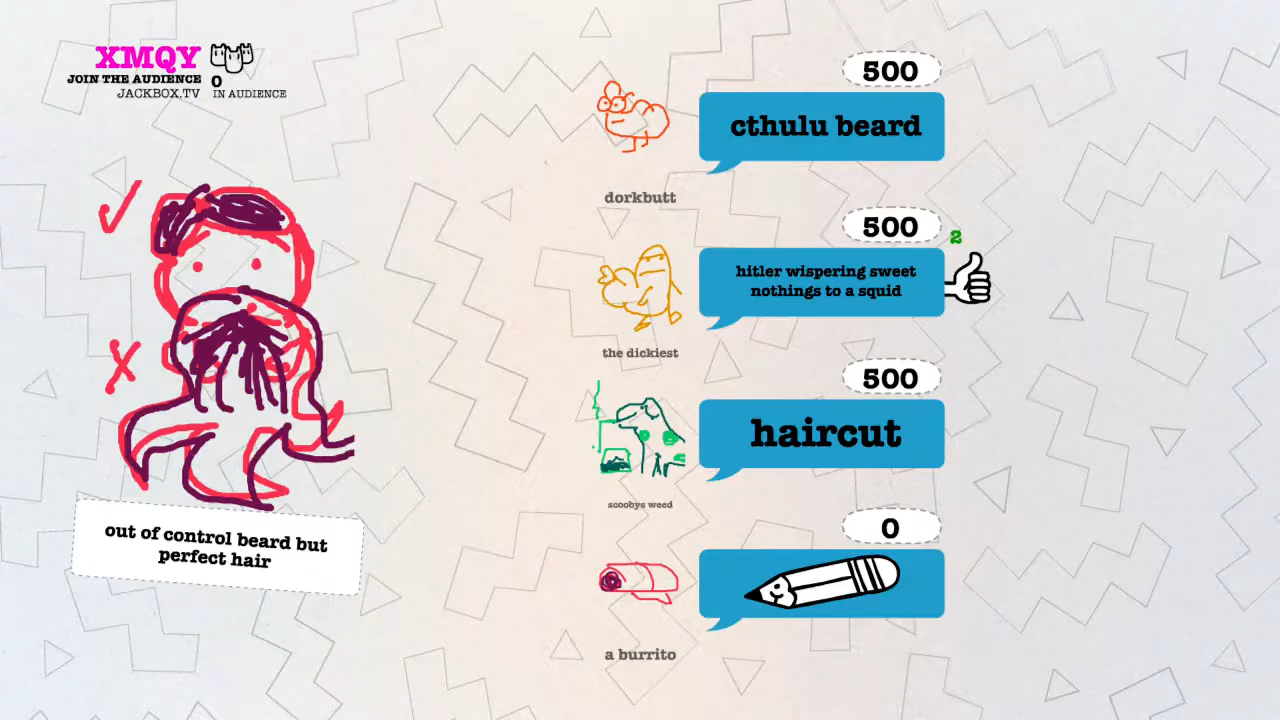 XMQY
JOIN THE AUDIENCE
JACKBOX.TV
0
IN AUDIENCE
out of control beard but
perfect hair
500
cthulu beard
dorkbutt
500
2
hitler wispering sweet
nothings to a squid
the dickiest
500
haircut
scoobys weed
0
a burrito